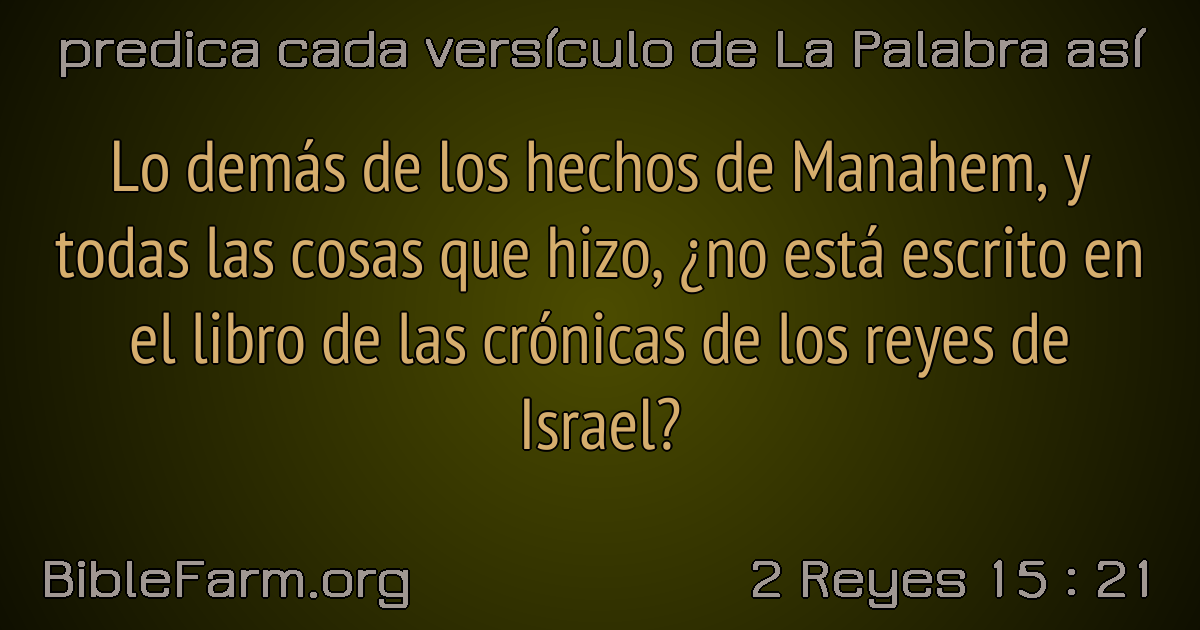 predica cada versículo de La Palabra así
Lo demás de los hechos de Manahem, y
todas las cosas que hizo, ¿no está escrito en
el libro de las crónicas de los reyes de
Israel?
BibleFarm.org
2 Reyes 15 : 21